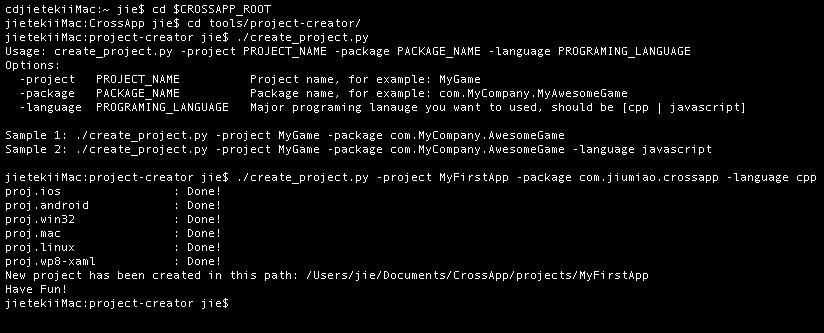 cdjietekiiMac:~ jie$ cd $CROSSAPP_ROOT
jietekiiMac:CrossApp jie$ cd tools/project-creator/
jietekiiMac:project-creator jie$ ./create_project.py
Usage: create_project.py -project PROJECT_NAME -package PACKAGE_NAME -language PROGRAMING_LANGUAGE
Options:
  -project   PROJECT_NAME          Project name, for example: MyGame
  -package   PACKAGE_NAME          Package name, for example: com.MyCompany.MyAwesomeGame
  -language  PROGRAMING_LANGUAGE   Major programing lanauge you want to used, should be [cpp | javascript]

Sample 1: ./create_project.py -project MyGame -package com.MyCompany.AwesomeGame
Sample 2: ./create_project.py -project MyGame -package com.MyCompany.AwesomeGame -language javascript

jietekiiMac:project-creator jie$ ./create_project.py -project MyFirstApp -package com.jiumiao.crossapp -language cpp
proj.ios                : Done!
proj.android            : Done!
proj.win32              : Done!
proj.mac                : Done!
proj.linux              : Done!
proj.wp8-xaml           : Done!
New project has been created in this path: /Users/jie/Documents/CrossApp/projects/MyFirstApp
Have Fun!
jietekiiMac:project-creator jie$